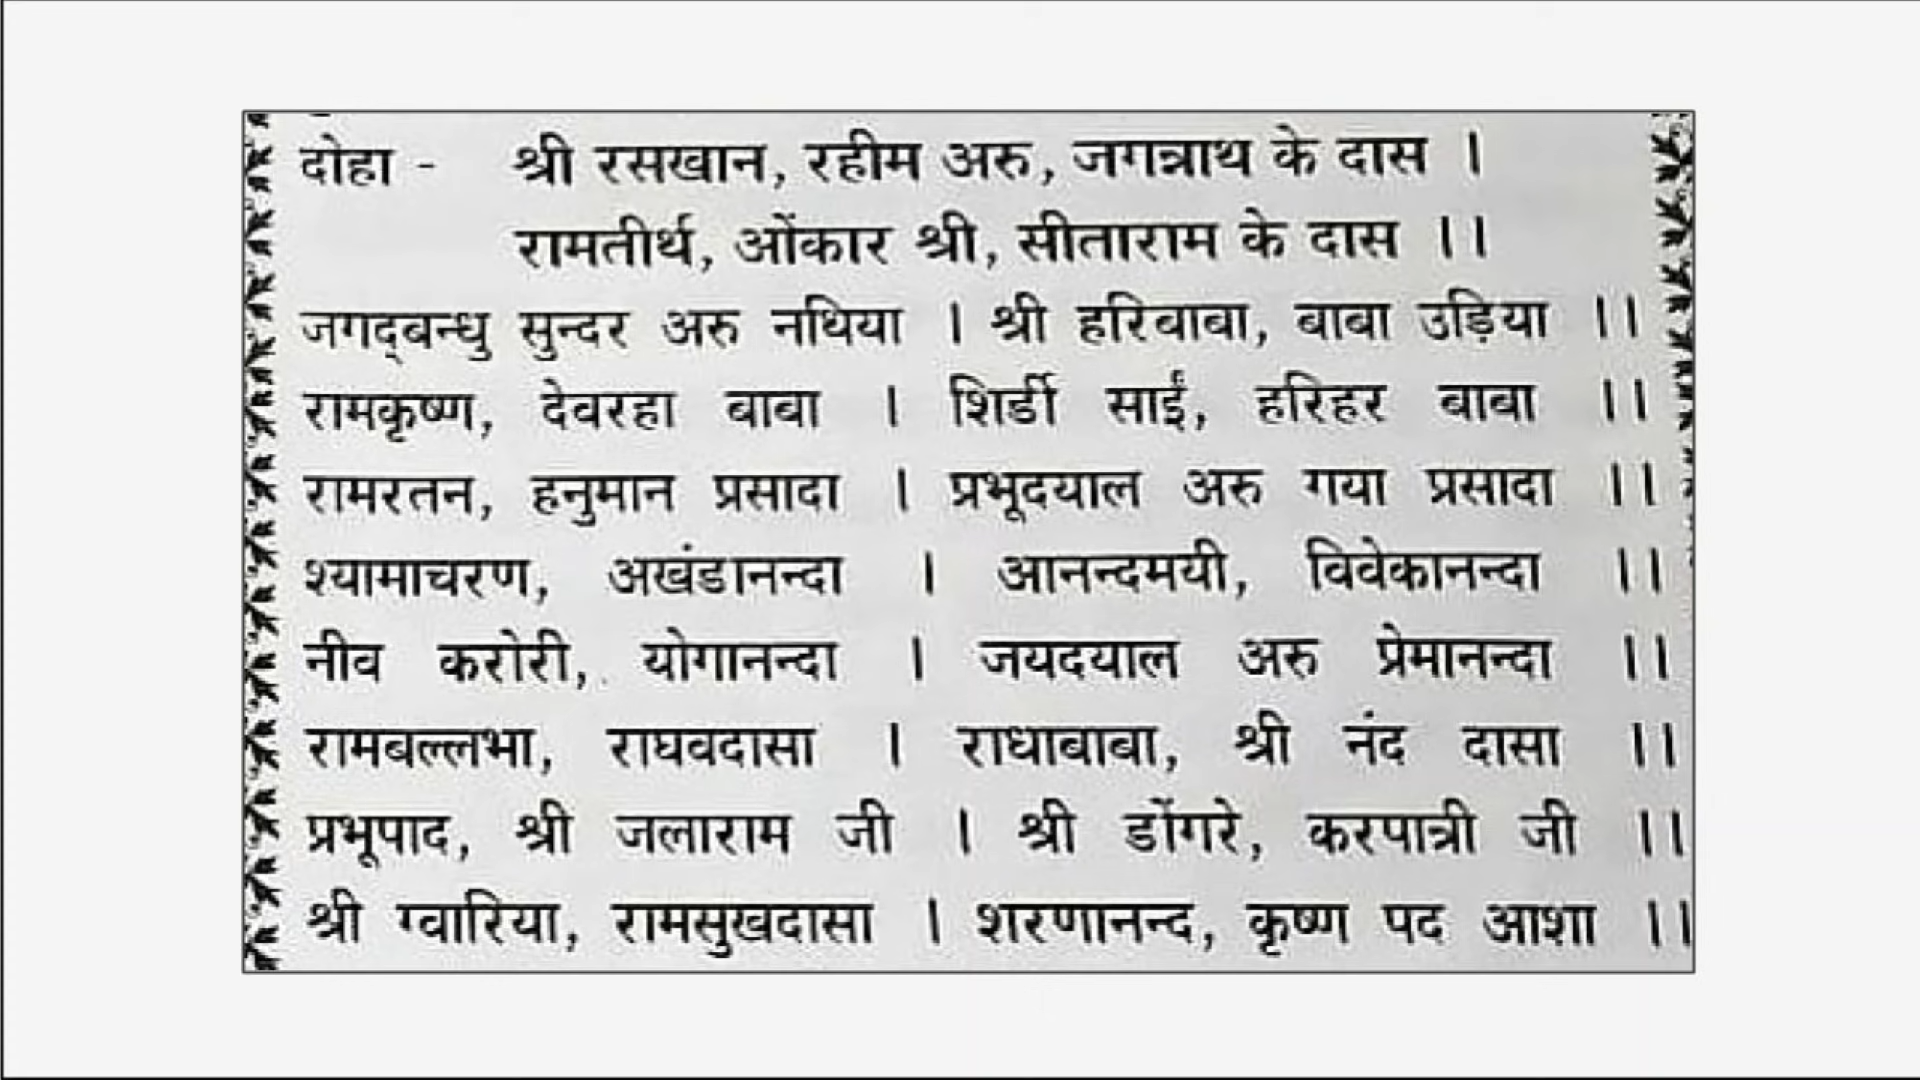 दोहा - श्री रसखान, रहीम अरु, जगन्नाथ के दास ।
रामतीर्थ, ओंकार श्री, सीताराम के दास ।।
जगद्बन्धु सुन्दर अरु नथिया । श्री हरिबाबा, बाबा उड़िया ।।
रामकृष्ण, देवरहा बाबा । शिर्डी साईं, हरिहर बाबा ।।
रामरतन, हनुमान प्रसादा । प्रभूदयाल अरु गया प्रसादा ।।
श्यामाचरण, अखंडानन्दा । आनन्दमयी, विवेकानन्दा ।।
नीव करोरी, योगानन्दा । जयदयाल अरु प्रेमानन्दा ।।
रामबल्लभा, राघवदासा । राधाबाबा, श्री नंद दासा ।।
प्रभूपाद, श्री जलाराम जी । श्री डोंगरे, करपात्री जी ।।
श्री ग्वारिया, रामसुखदासा । शरणानन्द, कृष्ण पद आशा ।।